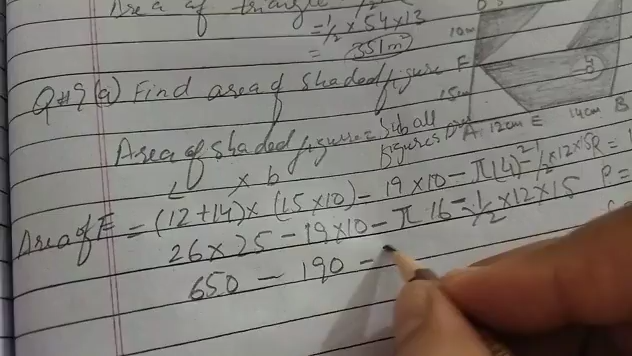 Area of triangle
= 1/2 × 54 × 13
= 351 m²
Q#9 (a) Find area of shaded figure
Area of shaded figure = Sub all
figures
L × b
Area of F = (12+14) × (15×10) = 19 × 10 - π(4)² - 1/2 × 12 × 15
26 × 25 - 19 × 10 - π 16 - 1/2 × 12 × 15
650 - 190 -
10m
F
15cm
A 12cm E 14cm B